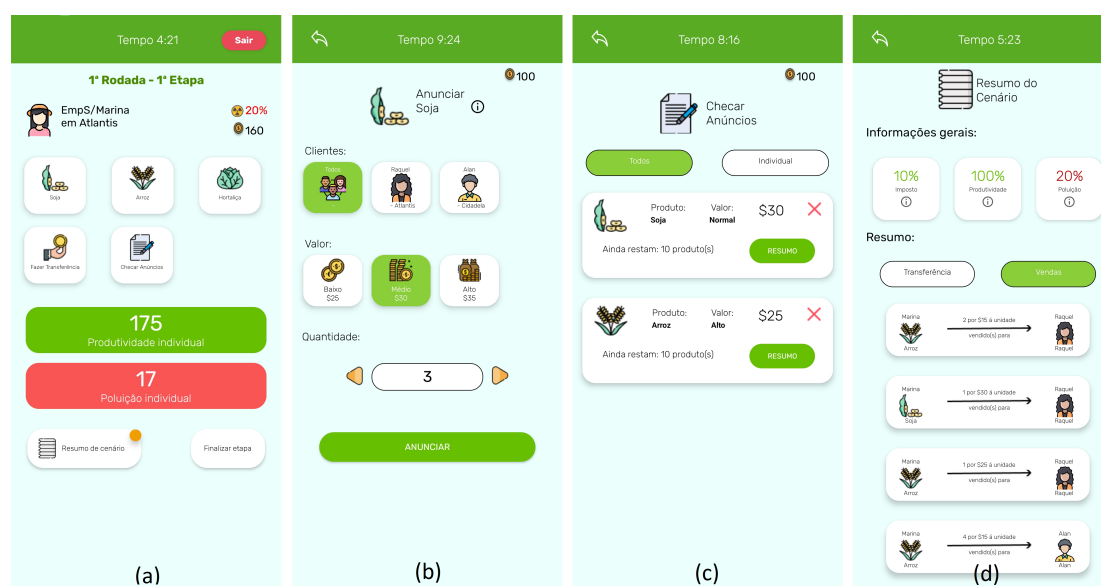 Tempo 4:21
Sair
1ª Rodada - 1ª Etapa
EmpS/Marina
em Atlantis
20%
160
Soja
Arroz
Hortaliça
Fazer Transferência
Checar Anúncios
175
Produtividade individual
17
Poluição individual
Resumo de cenário
Finalizar etapa
(a)
Tempo 9:24
100
Anunciar
Soja
Clientes:
Todos
Raquel
- Atlantis
Alan
- Cidadela
Valor:
Baixo
$25
Médio
$30
Alto
$35
Quantidade:
3
ANUNCIAR
(b)
Tempo 8:16
100
Checar
Anúncios
Todos
Individual
Produto:
Soja
Valor:
Normal
$30
Ainda restam: 10 produto(s)
RESUMO
Produto:
Arroz
Valor:
Alto
$25
Ainda restam: 10 produto(s)
RESUMO
(c)
Tempo 5:23
Resumo do
Cenário
Informações gerais:
10%
Imposto
100%
Produtividade
20%
Poluição
Resumo:
Transferência
Vendas
Marina
Arroz
2 por $15 á unidade
vendido(s) para
Raquel
Raquel
Marina
Soja
1 por $30 á unidade
vendido(s) para
Raquel
Raquel
Marina
Arroz
1 por $25 á unidade
vendido(s) para
Raquel
Raquel
Marina
Arroz
4 por $15 á unidade
vendido(s) para
Alan
Alan
(d)